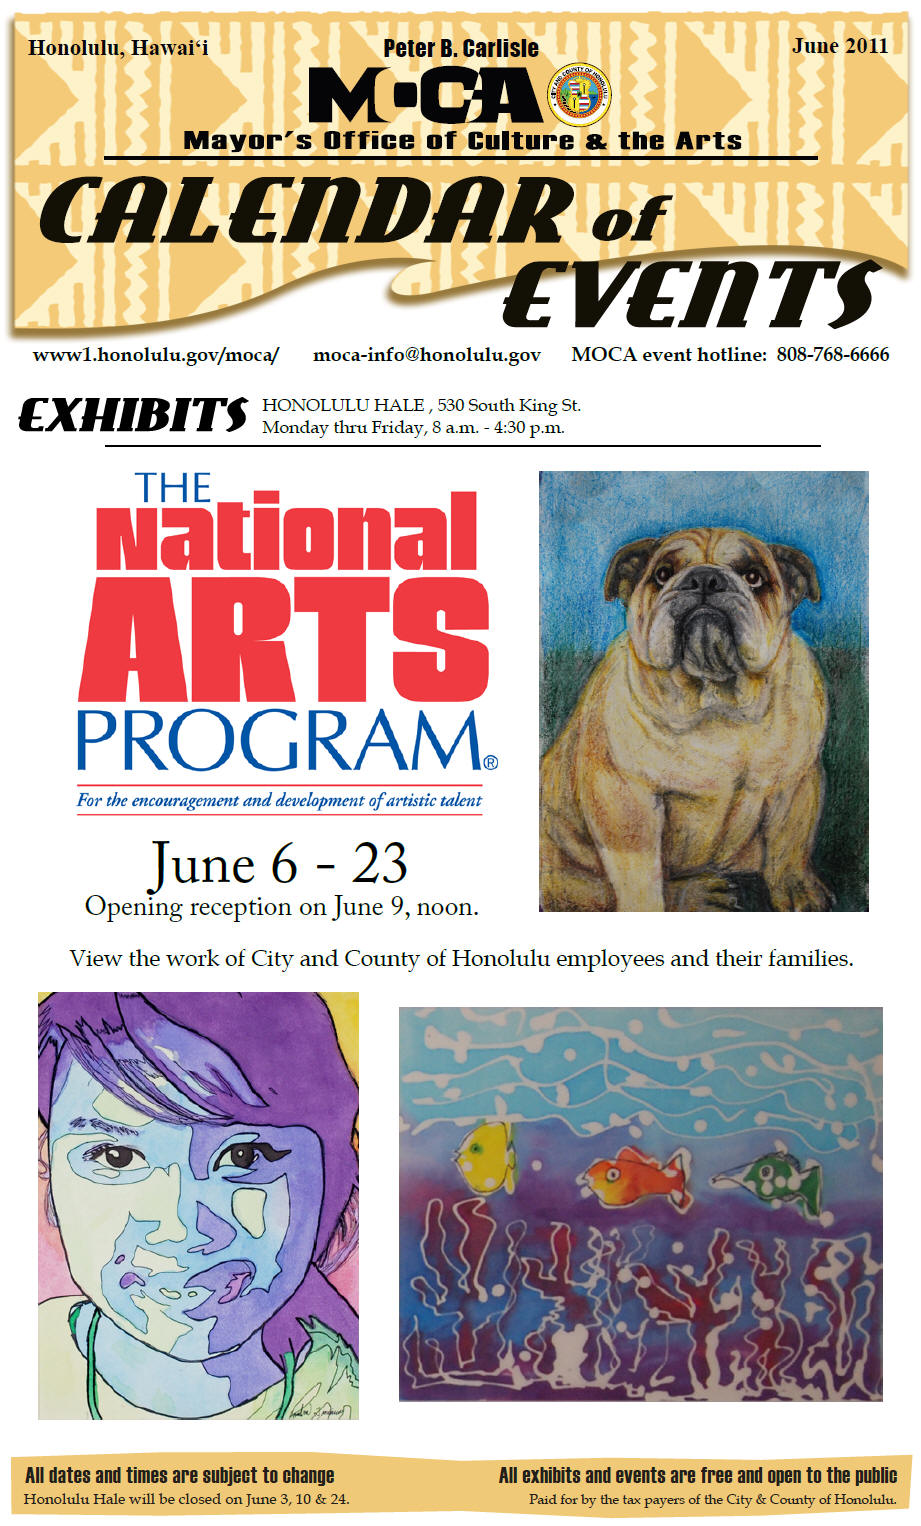 Honolulu, Hawai‘i
Peter B. Carlisle
June 2011
MOCA
Mayor's Office of Culture & the Arts
CALENDAR of
EVENTS
www1.honolulu.gov/moca/ moca-info@honolulu.gov MOCA event hotline: 808-768-6666
EXHIBITS
HONOLULU HALE , 530 South King St.
Monday thru Friday, 8 a.m. - 4:30 p.m.
THE
National
ARTS
PROGRAM®
For the encouragement and development of artistic talent
June 6 - 23
Opening reception on June 9, noon.
View the work of City and County of Honolulu employees and their families.
All dates and times are subject to change
Honolulu Hale will be closed on June 3, 10 & 24.
All exhibits and events are free and open to the public
Paid for by the tax payers of the City & County of Honolulu.